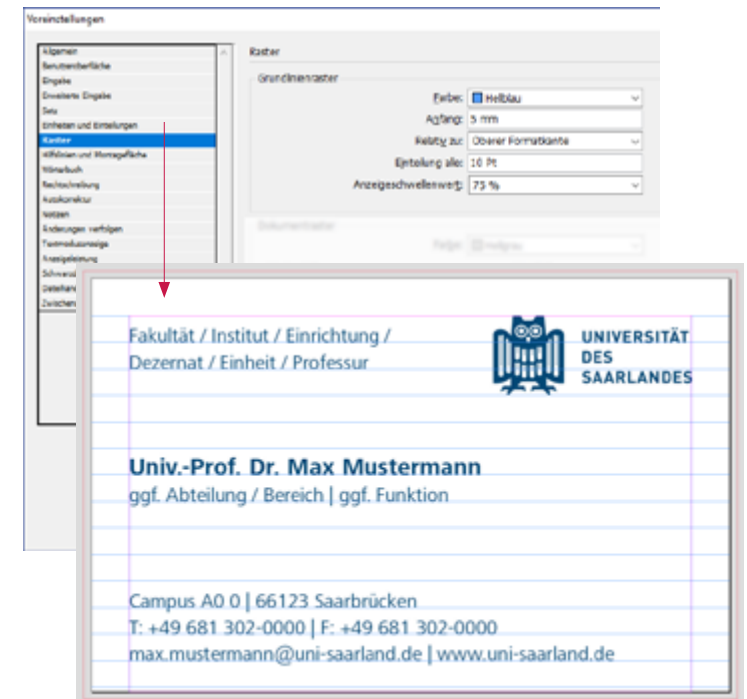 Voreinstellungen
Allgemein
Benutzeroberfläche
Eingabe
Erweiterte Eingabe
Satz
Einheiten und Einteilungen
Raster
Hilfslinien und Montagefläche
Wörterbuch
Rechtschreibung
Autokorrektur
Notizen
Änderungen verfolgen
Textmodusanzeige
Anzeigeleistung
Raster
Grundlinienraster
Farbe: Hellblau
Anfang: 5 mm
Relativ zu: Oberer Formatkante
Einteilung alle: 10 Pt
Anzeigeschwellenwert: 75 %
Dokumentraster
Farbe: Hellgrau
Fakultät / Institut / Einrichtung /
Dezernat / Einheit / Professur
UNIVERSITÄT
DES
SAARLANDES
Univ.-Prof. Dr. Max Mustermann
ggf. Abteilung / Bereich | ggf. Funktion
Campus A0 0 | 66123 Saarbrücken
T: +49 681 302-0000 | F: +49 681 302-0000
max.mustermann@uni-saarland.de | www.uni-saarland.de